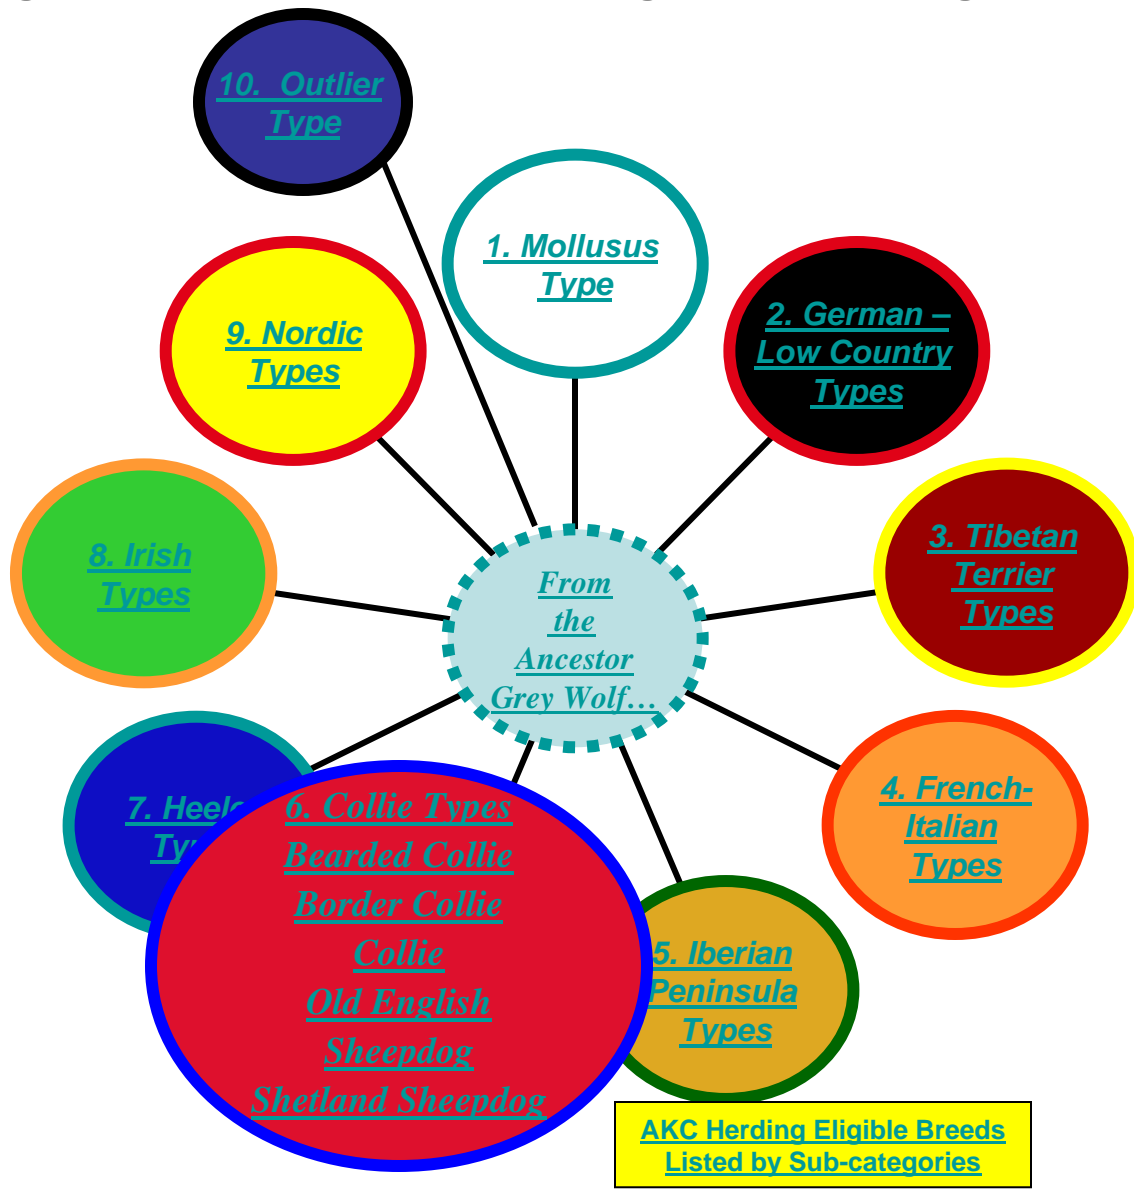 10. Outlier
Type
1. Mollusus
Type
2. German –
Low Country
Types
3. Tibetan
Terrier
Types
4. French-
Italian
Types
5. Iberian
Peninsula
Types
6. Collie Types
Bearded Collie
Border Collie
Collie
Old English
Sheepdog
Shetland Sheepdog
7.
8. Irish
Types
9. Nordic
Types
From
the
Ancestor
Grey Wolf…
AKC Herding Eligible Breeds
Listed by Sub-categories